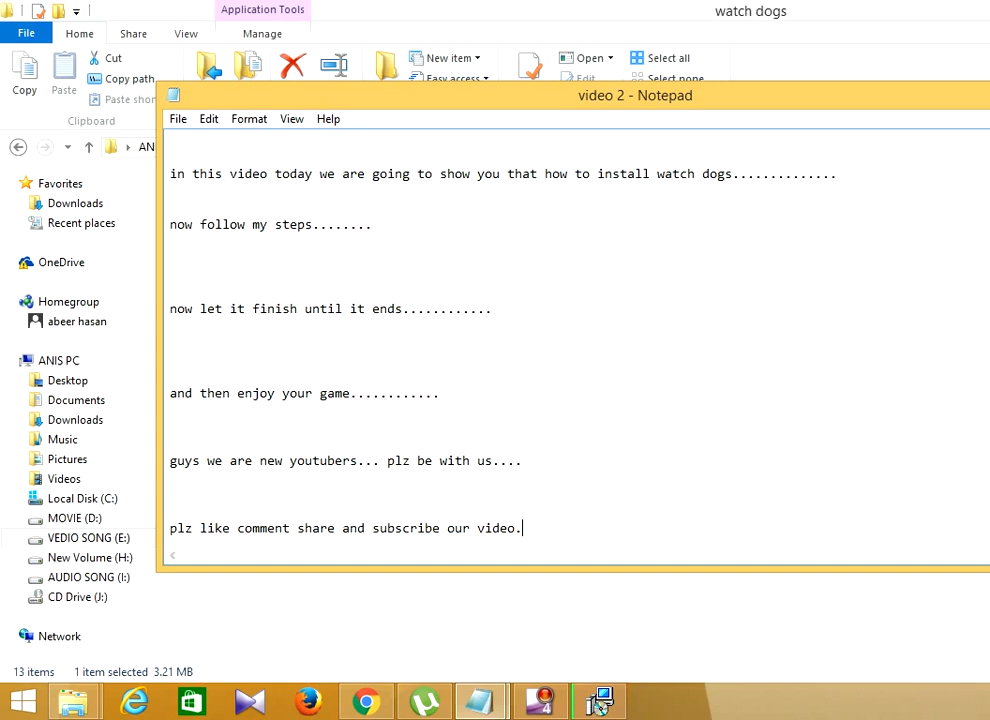 Application Tools
watch dogs
File Home Share View Manage
Copy
Paste
Cut
Copy path
Paste shor
New item
Easy access
Open
Edit
Select all
Select none
Clipboard
video 2 - Notepad
File Edit Format View Help
AN
Favorites
Downloads
Recent places
OneDrive
Homegroup
abeer hasan
ANIS PC
Desktop
Documents
Downloads
Music
Pictures
Videos
Local Disk (C:)
MOVIE (D:)
VEDIO SONG (E:)
New Volume (H:)
AUDIO SONG (I:)
CD Drive (J:)
Network
in this video today we are going to show you that how to install watch dogs..............
now follow my steps........
now let it finish until it ends............
and then enjoy your game............
guys we are new youtubers... plz be with us....
plz like comment share and subscribe our video.
13 items 1 item selected 3.21 MB
4